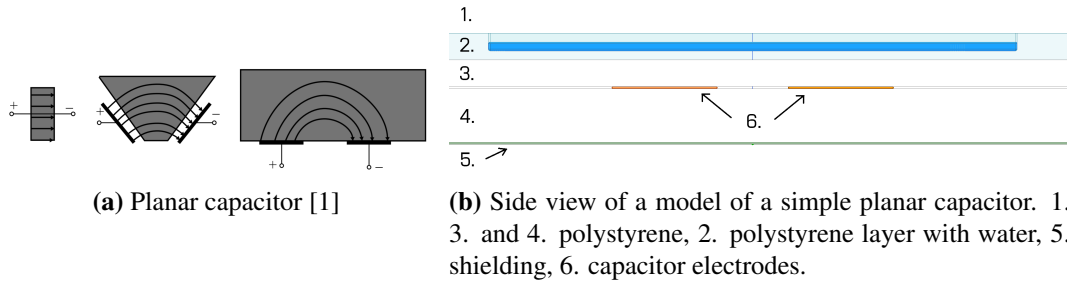 1.
2.
3.
4.
5.
6.
+ −
+ −
+ −
(a) Planar capacitor [1]
(b) Side view of a model of a simple planar capacitor. 1.
3. and 4. polystyrene, 2. polystyrene layer with water, 5.
shielding, 6. capacitor electrodes.